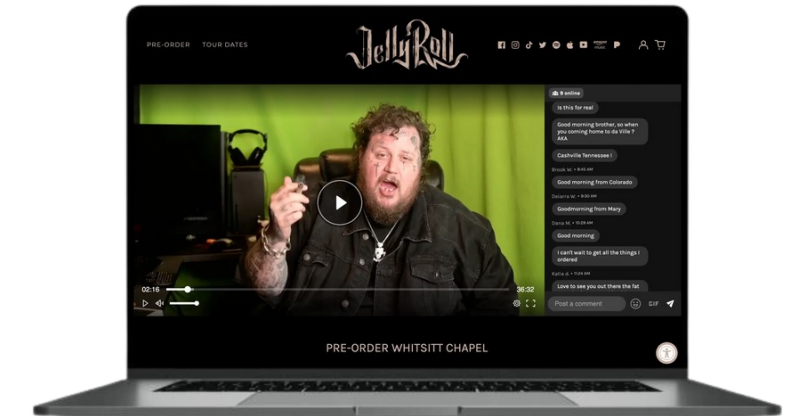 PRE-ORDER TOUR DATES
Jelly Roll
9 online
Is this for real
Good morning brother, so when
you coming home to da Ville ?
AKA
Cashville Tennessee !
Good morning from Colorado
Goodmorning from Mary
Good morning
I can't wait to get all the things I
ordered
Love to see you out there the fat
02:16
36:32
Post a comment
GIF
PRE-ORDER WHITSITT CHAPEL